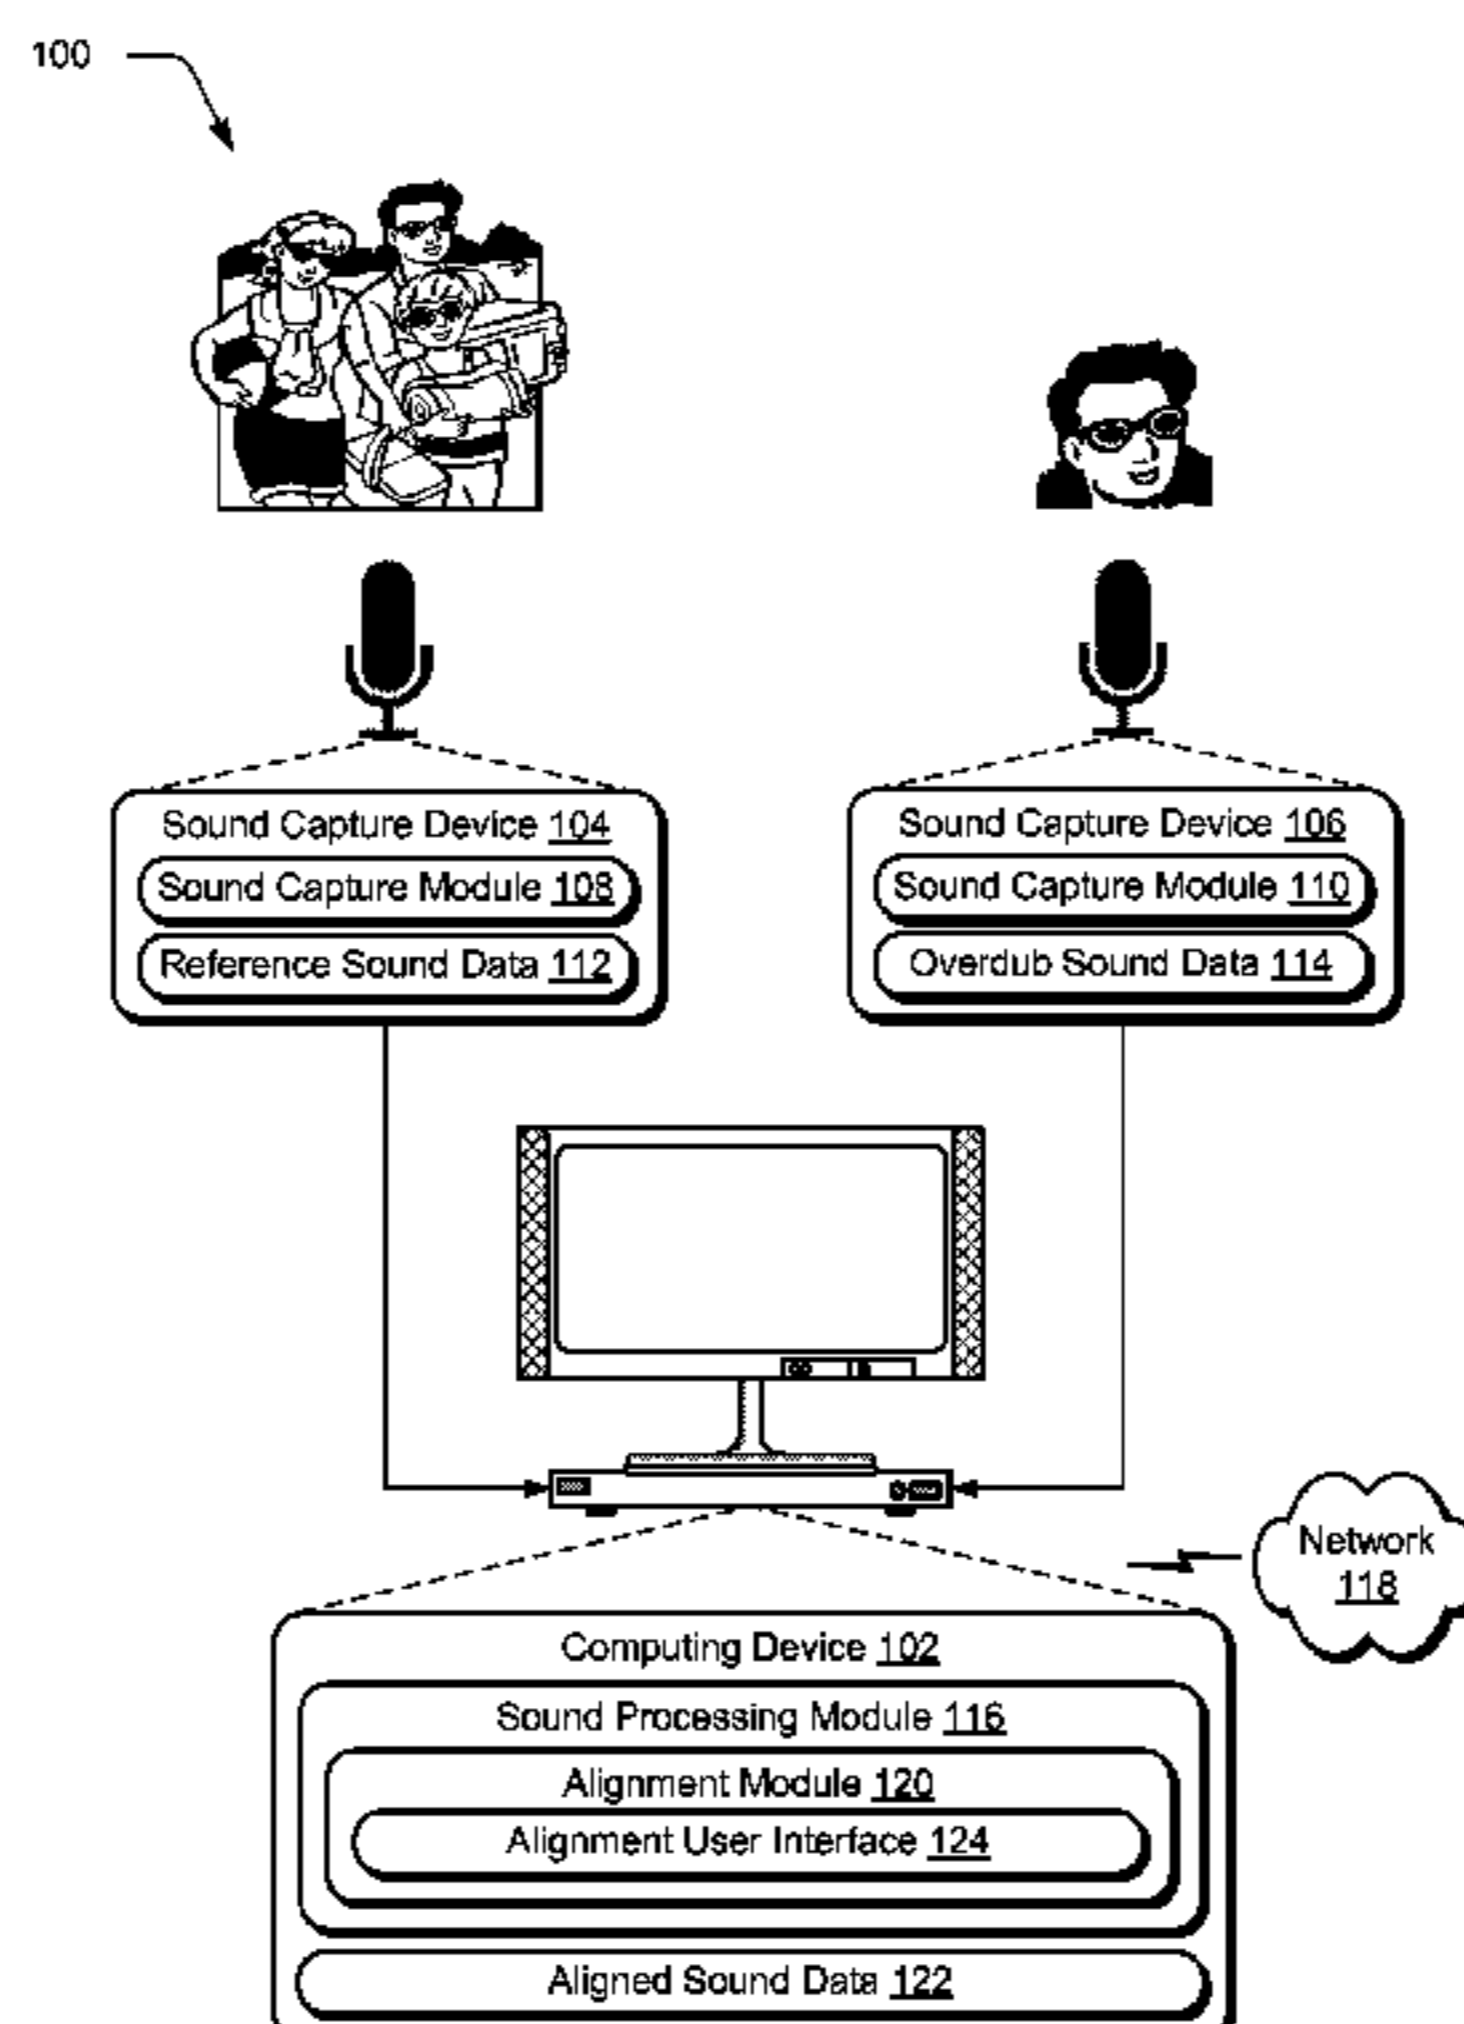 100
Sound Capture Device 104
Sound Capture Module 108
Reference Sound Data 112
Sound Capture Device 106
Sound Capture Module 110
Overdub Sound Data 114
Network
118
Computing Device 102
Sound Processing Module 116
Alignment Module 120
Alignment User Interface 124
Aligned Sound Data 122